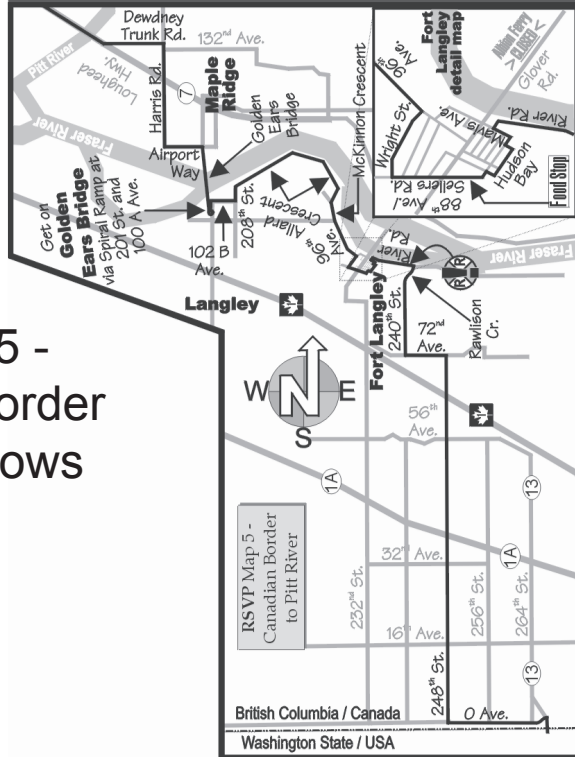 5 -
order
ows
Dewdney
Trunk Rd.
132nd Ave.
Pitt River
Lougheed
Hwy.
Harris Rd.
7
Maple
Ridge
Golden
Ears
Bridge
Fraser River
Airport
Way
McKinnon Crescent
Get on
Golden
Ears Bridge
via Spiral Ramp at
201 St. and
100 A Ave.
102 B
Ave.
208th St.
Allard
Crescent
96th
Ave.
River
Rd.
Fraser River
Langley
Fort Langley
240th St.
72nd
Ave.
Rawlison
Cr.
RR
W
N
E
S
56th
Ave.
1A
13
RSVP Map 5 -
Canadian Border
to Pitt River
232nd St.
32nd Ave.
1A
256th St.
264th St.
16th Ave.
248th St.
13
British Columbia / Canada
O Ave.
Washington State / USA
Fort
Langley
detail map
96th
Ave.
Albion Ferry
> CLOSED <
Glover
Rd.
Wright St.
River Rd.
Mavis Ave.
88th Ave.
Sellers Rd.
Hudson
Bay
Food Stop